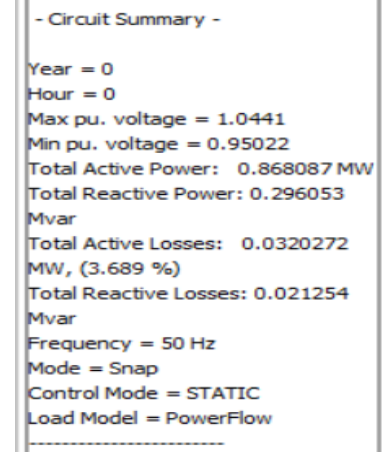 - Circuit Summary -
Year = 0
Hour = 0
Max pu. voltage = 1.0441
Min pu. voltage = 0.95022
Total Active Power: 0.868087 MW
Total Reactive Power: 0.296053
Mvar
Total Active Losses: 0.0320272
MW, (3.689 %)
Total Reactive Losses: 0.021254
Mvar
Frequency = 50 Hz
Mode = Snap
Control Mode = STATIC
Load Model = PowerFlow
------------------------